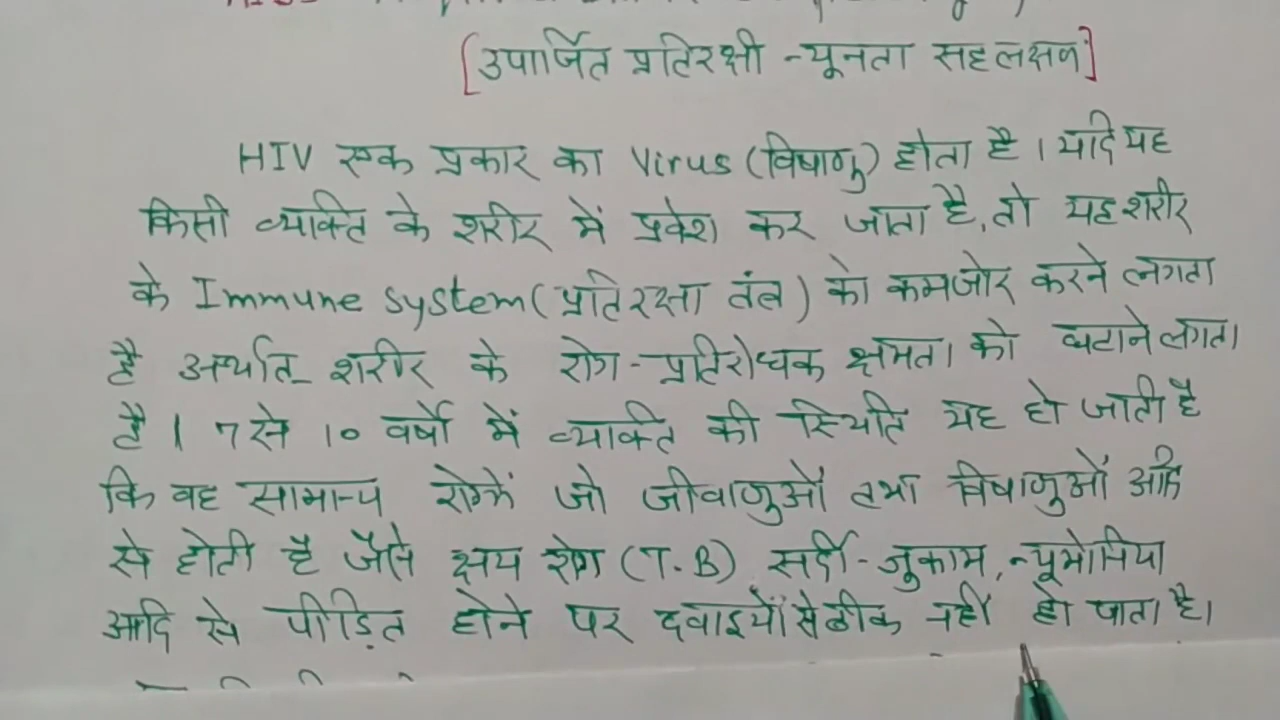 [उपार्जित प्रतिरक्षी न्यूनता सहलक्षण]
HIV एक प्रकार का Virus (विषाणु) होता है। यदि यह
किसी व्यक्ति के शरीर में प्रवेश कर जाता है, तो यह शरीर
के Immune system (प्रतिरक्षा तंत्र) को कमजोर करने लगता
है अर्थात् शरीर के रोग-प्रतिरोधक क्षमता को घटाने लगता
है। 7 से 10 वर्षों में व्यक्ति की स्थिति यह हो जाती है
कि वह सामान्य रोगों जो जीवाणुओं तथा विषाणुओं आदि
से होती है जैसे क्षय रोग (T.B) सर्दी-जुकाम, न्यूमोनिया
आदि से पीड़ित होने पर दवाइयों से ठीक नहीं हो पाता है।